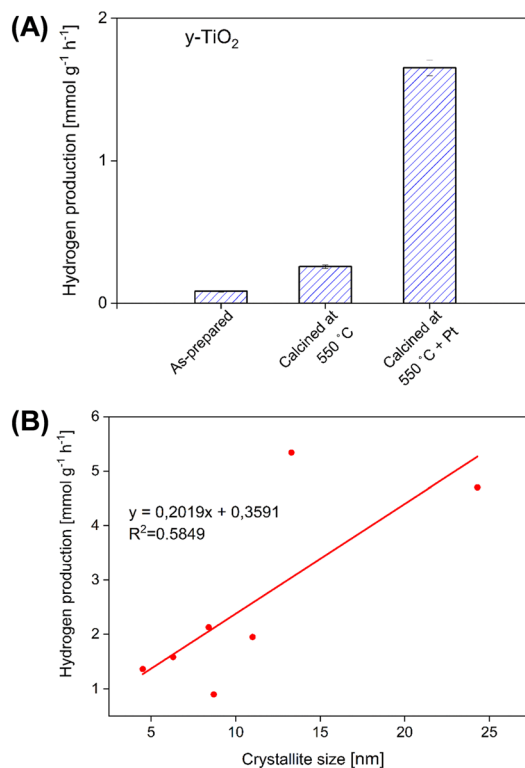 (A)
y-TiO2
Hydrogen production [mmol g-1 h-1]
2
1
0
As-prepared
Calcined at
550 °C
Calcined at
550 °C + Pt
(B)
Hydrogen production [mmol g-1 h-1]
6
5
4
3
2
1
y = 0,2019x + 0,3591
R2=0.5849
5 10 15 20 25
Crystallite size [nm]